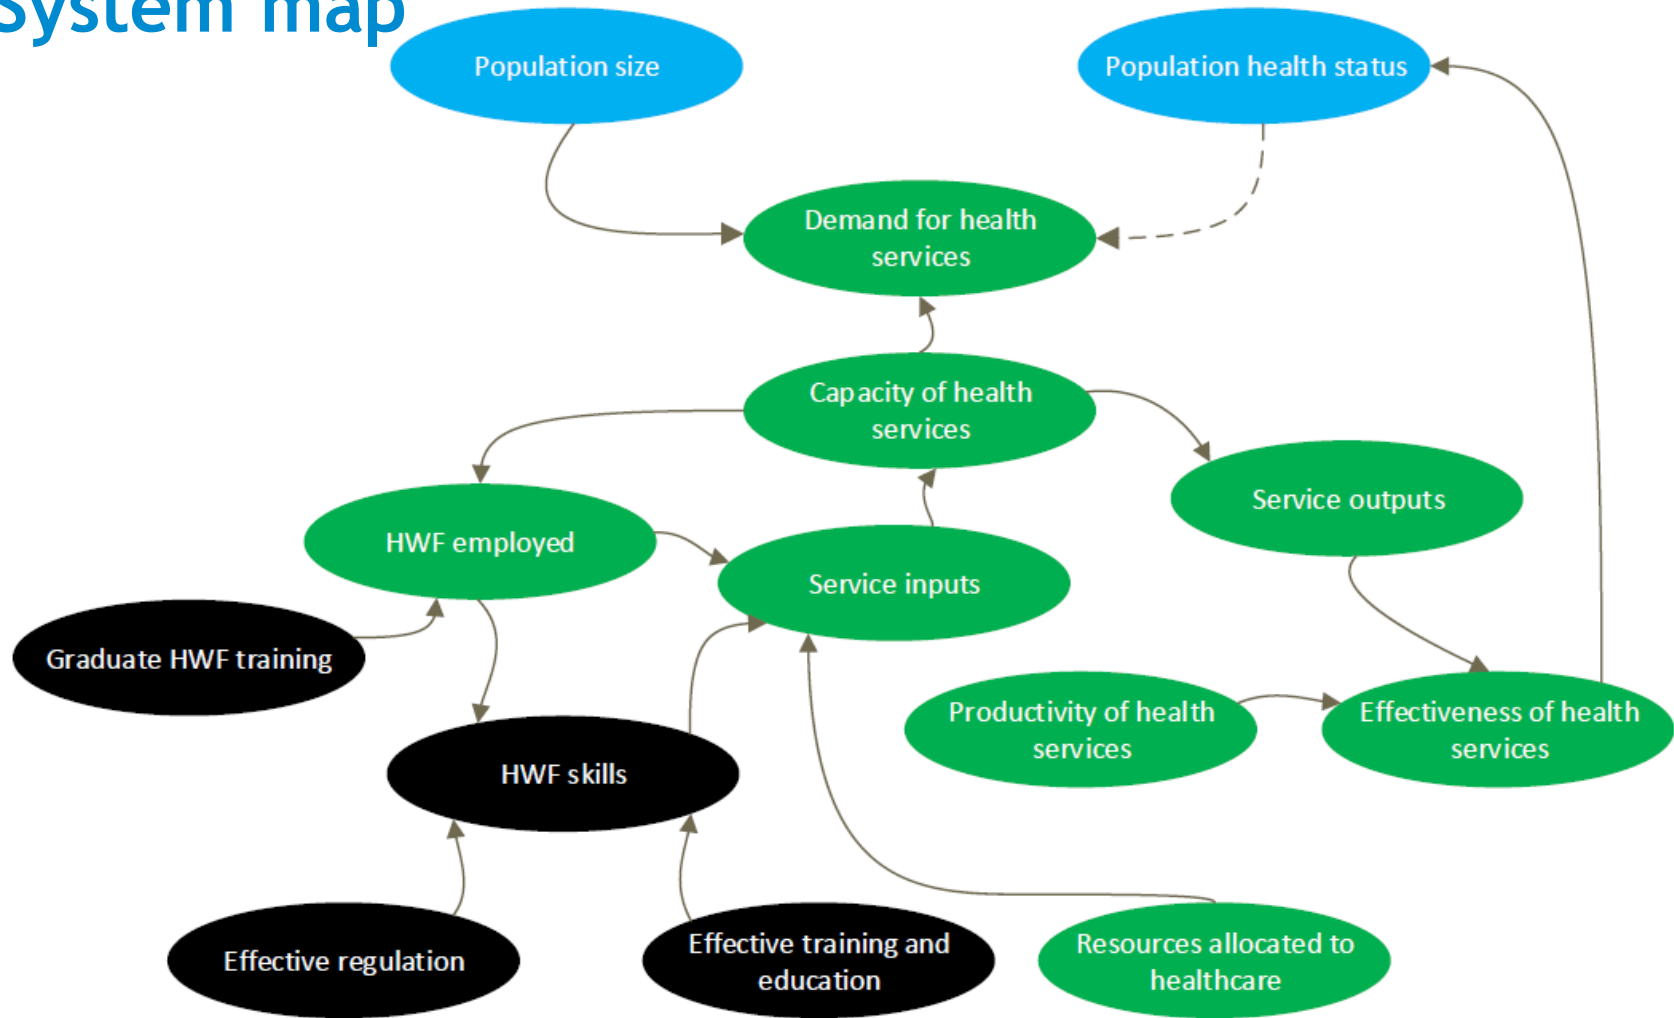 System map
Population size
Population health status
Demand for health
services
Capacity of health
services
Service outputs
HWF employed
Service inputs
Graduate HWF training
Productivity of health
services
Effectiveness of health
services
HWF skills
Effective regulation
Effective training and
education
Resources allocated to
healthcare